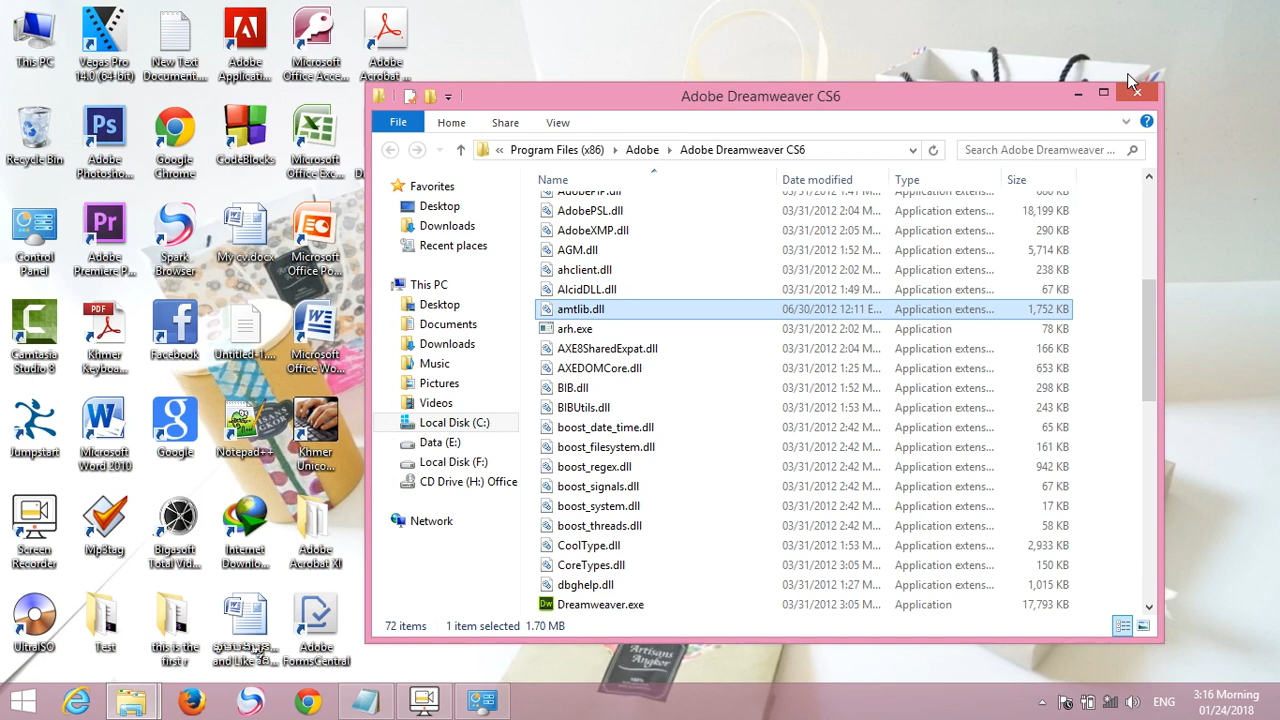 This PC
Vegas Pro
14.0 (64-bit)
New Text
Document....
Adobe
Applicati...
Microsoft
Office Acce...
Adobe
Acrobat ...
Recycle Bin
Adobe
Photosho...
Google
Chrome
CodeBlocks
Microsoft
Office Exc...
Control
Panel
Adobe
Premiere P...
Spark
Browser
My cv.docx
Microsoft
Office Po...
Camtasia
Studio 8
PDF
Khmer
Keyboa...
Facebook
Untitled-1....
Microsoft
Office Wo...
Jumpstart
Microsoft
Word 2010
Google
Notepad++
Khmer
Unico...
Screen
Recorder
Mp3tag
Bigasoft
Total Vid...
Internet
Downlo...
Adobe
Acrobat XI
UltraISO
Test
this is the
first r
and Like
Adobe
FormsCentral
Adobe Dreamweaver CS6
File Home Share View
« Program Files (x86) Adobe Adobe Dreamweaver CS6
Search Adobe Dreamweaver ...
Name Date modified Type Size
AdobePSL.dll 03/31/2012 2:04 M... Application extens... 18,199 KB
AdobeXMP.dll 03/31/2012 2:05 M... Application extens... 290 KB
AGM.dll 03/31/2012 1:52 M... Application extens... 5,714 KB
ahclient.dll 03/31/2012 2:02 M... Application extens... 238 KB
AlcidDLL.dll 03/31/2012 1:49 M... Application extens... 67 KB
amtlib.dll 06/30/2012 12:11 E... Application extens... 1,752 KB
arh.exe 03/31/2012 2:02 M... Application 78 KB
AXE8SharedExpat.dll 03/31/2012 2:04 M... Application extens... 166 KB
AXEDOMCore.dll 03/31/2012 1:25 M... Application extens... 653 KB
BIB.dll 03/31/2012 1:52 M... Application extens... 298 KB
BIBUtils.dll 03/31/2012 1:53 M... Application extens... 243 KB
boost_date_time.dll 03/31/2012 2:42 M... Application extens... 65 KB
boost_filesystem.dll 03/31/2012 2:42 M... Application extens... 161 KB
boost_regex.dll 03/31/2012 2:42 M... Application extens... 942 KB
boost_signals.dll 03/31/2012 2:42 M... Application extens... 67 KB
boost_system.dll 03/31/2012 2:42 M... Application extens... 17 KB
boost_threads.dll 03/31/2012 2:42 M... Application extens... 58 KB
CoolType.dll 03/31/2012 1:53 M... Application extens... 2,933 KB
CoreTypes.dll 03/31/2012 3:05 M... Application extens... 150 KB
dbghelp.dll 03/31/2012 1:27 M... Application extens... 1,015 KB
Dreamweaver.exe 03/31/2012 3:05 M... Application 17,793 KB
Favorites
Desktop
Downloads
Recent places
This PC
Desktop
Documents
Downloads
Music
Pictures
Videos
Local Disk (C:)
Data (E:)
Local Disk (F:)
CD Drive (H:) Office
Network
72 items 1 item selected 1.70 MB
Artisans
Angkor
ENG
3:16 Morning
01/24/2018